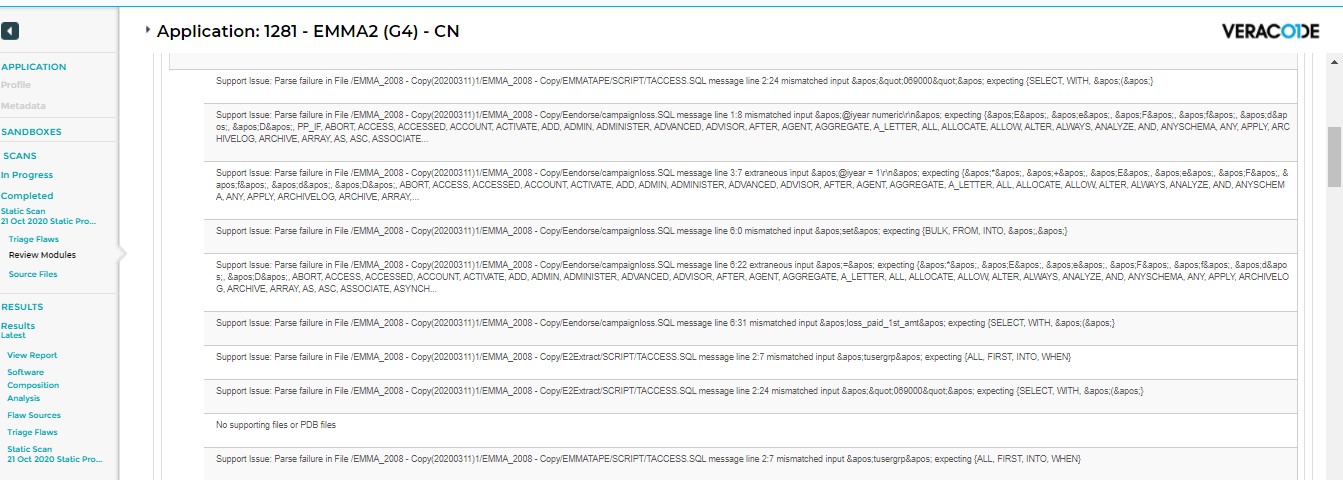 Application: 1281 - EMMA2 (G4) - CN
VERACODE
APPLICATION
Profile
Metadata
SANDBOXES
SCANS
In Progress
Completed
Static Scan
21 Oct 2020 Static Pro...
Triage Flaws
Review Modules
Source Files
RESULTS
Results
Latest
View Report
Software
Composition
Analysis
Flaw Sources
Triage Flaws
Static Scan
21 Oct 2020 Static Pro...
Support Issue: Parse failure in File /EMMA_2008 - Copy(20200311)1/EMMA_2008 - Copy/EMMATAPE/SCRIPT/TACCESS.SQL message line 2:24 mismatched input &apos;&quot;069000&quot;&apos; expecting {SELECT, WITH, &apos;(&apos;}
Support Issue: Parse failure in File /EMMA_2008 - Copy(20200311)1/EMMA_2008 - Copy/Eendorse/campaignloss.SQL message line 1:8 mismatched input &apos;@iyear numeric\r\n&apos; expecting {&apos;E&apos;, &apos;e&apos;, &apos;F&apos;, &apos;f&apos;, &apos;d&ap
os;, &apos;D&apos;, PP_IF, ABORT, ACCESS, ACCESSED, ACCOUNT, ACTIVATE, ADD, ADMIN, ADMINISTER, ADVANCED, ADVISOR, AFTER, AGENT, AGGREGATE, A_LETTER, ALL, ALLOCATE, ALLOW, ALTER, ALWAYS, ANALYZE, AND, ANYSCHEMA, ANY, APPLY, ARC
HIVELOG, ARCHIVE, ARRAY, AS, ASC, ASSOCIATE...
Support Issue: Parse failure in File /EMMA_2008 - Copy(20200311)1/EMMA_2008 - Copy/Eendorse/campaignloss.SQL message line 3:7 extraneous input &apos;@iyear = 1\r\n&apos; expecting {&apos;*&apos;, &apos;+&apos;, &apos;E&apos;, &apos;e&apos;, &apos;F&apos;, &
apos;f&apos;, &apos;d&apos;, &apos;D&apos;, ABORT, ACCESS, ACCESSED, ACCOUNT, ACTIVATE, ADD, ADMIN, ADMINISTER, ADVANCED, ADVISOR, AFTER, AGENT, AGGREGATE, A_LETTER, ALL, ALLOCATE, ALLOW, ALTER, ALWAYS, ANALYZE, AND, ANYSCHEM
A, ANY, APPLY, ARCHIVELOG, ARCHIVE, ARRAY,...
Support Issue: Parse failure in File /EMMA_2008 - Copy(20200311)1/EMMA_2008 - Copy/Eendorse/campaignloss.SQL message line 6:0 mismatched input &apos;set&apos; expecting {BULK, FROM, INTO, &apos;,&apos;}
Support Issue: Parse failure in File /EMMA_2008 - Copy(20200311)1/EMMA_2008 - Copy/Eendorse/campaignloss.SQL message line 6:22 extraneous input &apos;=&apos; expecting {&apos;*&apos;, &apos;E&apos;, &apos;e&apos;, &apos;F&apos;, &apos;f&apos;, &apos;d&apo
s;, &apos;D&apos;, ABORT, ACCESS, ACCESSED, ACCOUNT, ACTIVATE, ADD, ADMIN, ADMINISTER, ADVANCED, ADVISOR, AFTER, AGENT, AGGREGATE, A_LETTER, ALL, ALLOCATE, ALLOW, ALTER, ALWAYS, ANALYZE, AND, ANYSCHEMA, ANY, APPLY, ARCHIVELO
G, ARCHIVE, ARRAY, AS, ASC, ASSOCIATE, ASYNCH...
Support Issue: Parse failure in File /EMMA_2008 - Copy(20200311)1/EMMA_2008 - Copy/Eendorse/campaignloss.SQL message line 6:31 mismatched input &apos;loss_paid_1st_amt&apos; expecting {SELECT, WITH, &apos;(&apos;}
Support Issue: Parse failure in File /EMMA_2008 - Copy(20200311)1/EMMA_2008 - Copy/E2Extract/SCRIPT/TACCESS.SQL message line 2:7 mismatched input &apos;tusergrp&apos; expecting {ALL, FIRST, INTO, WHEN}
Support Issue: Parse failure in File /EMMA_2008 - Copy(20200311)1/EMMA_2008 - Copy/E2Extract/SCRIPT/TACCESS.SQL message line 2:24 mismatched input &apos;&quot;069000&quot;&apos; expecting {SELECT, WITH, &apos;(&apos;}
No supporting files or PDB files
Support Issue: Parse failure in File /EMMA_2008 - Copy(20200311)1/EMMA_2008 - Copy/EMMATAPE/SCRIPT/TACCESS.SQL message line 2:7 mismatched input &apos;tusergrp&apos; expecting {ALL, FIRST, INTO, WHEN}